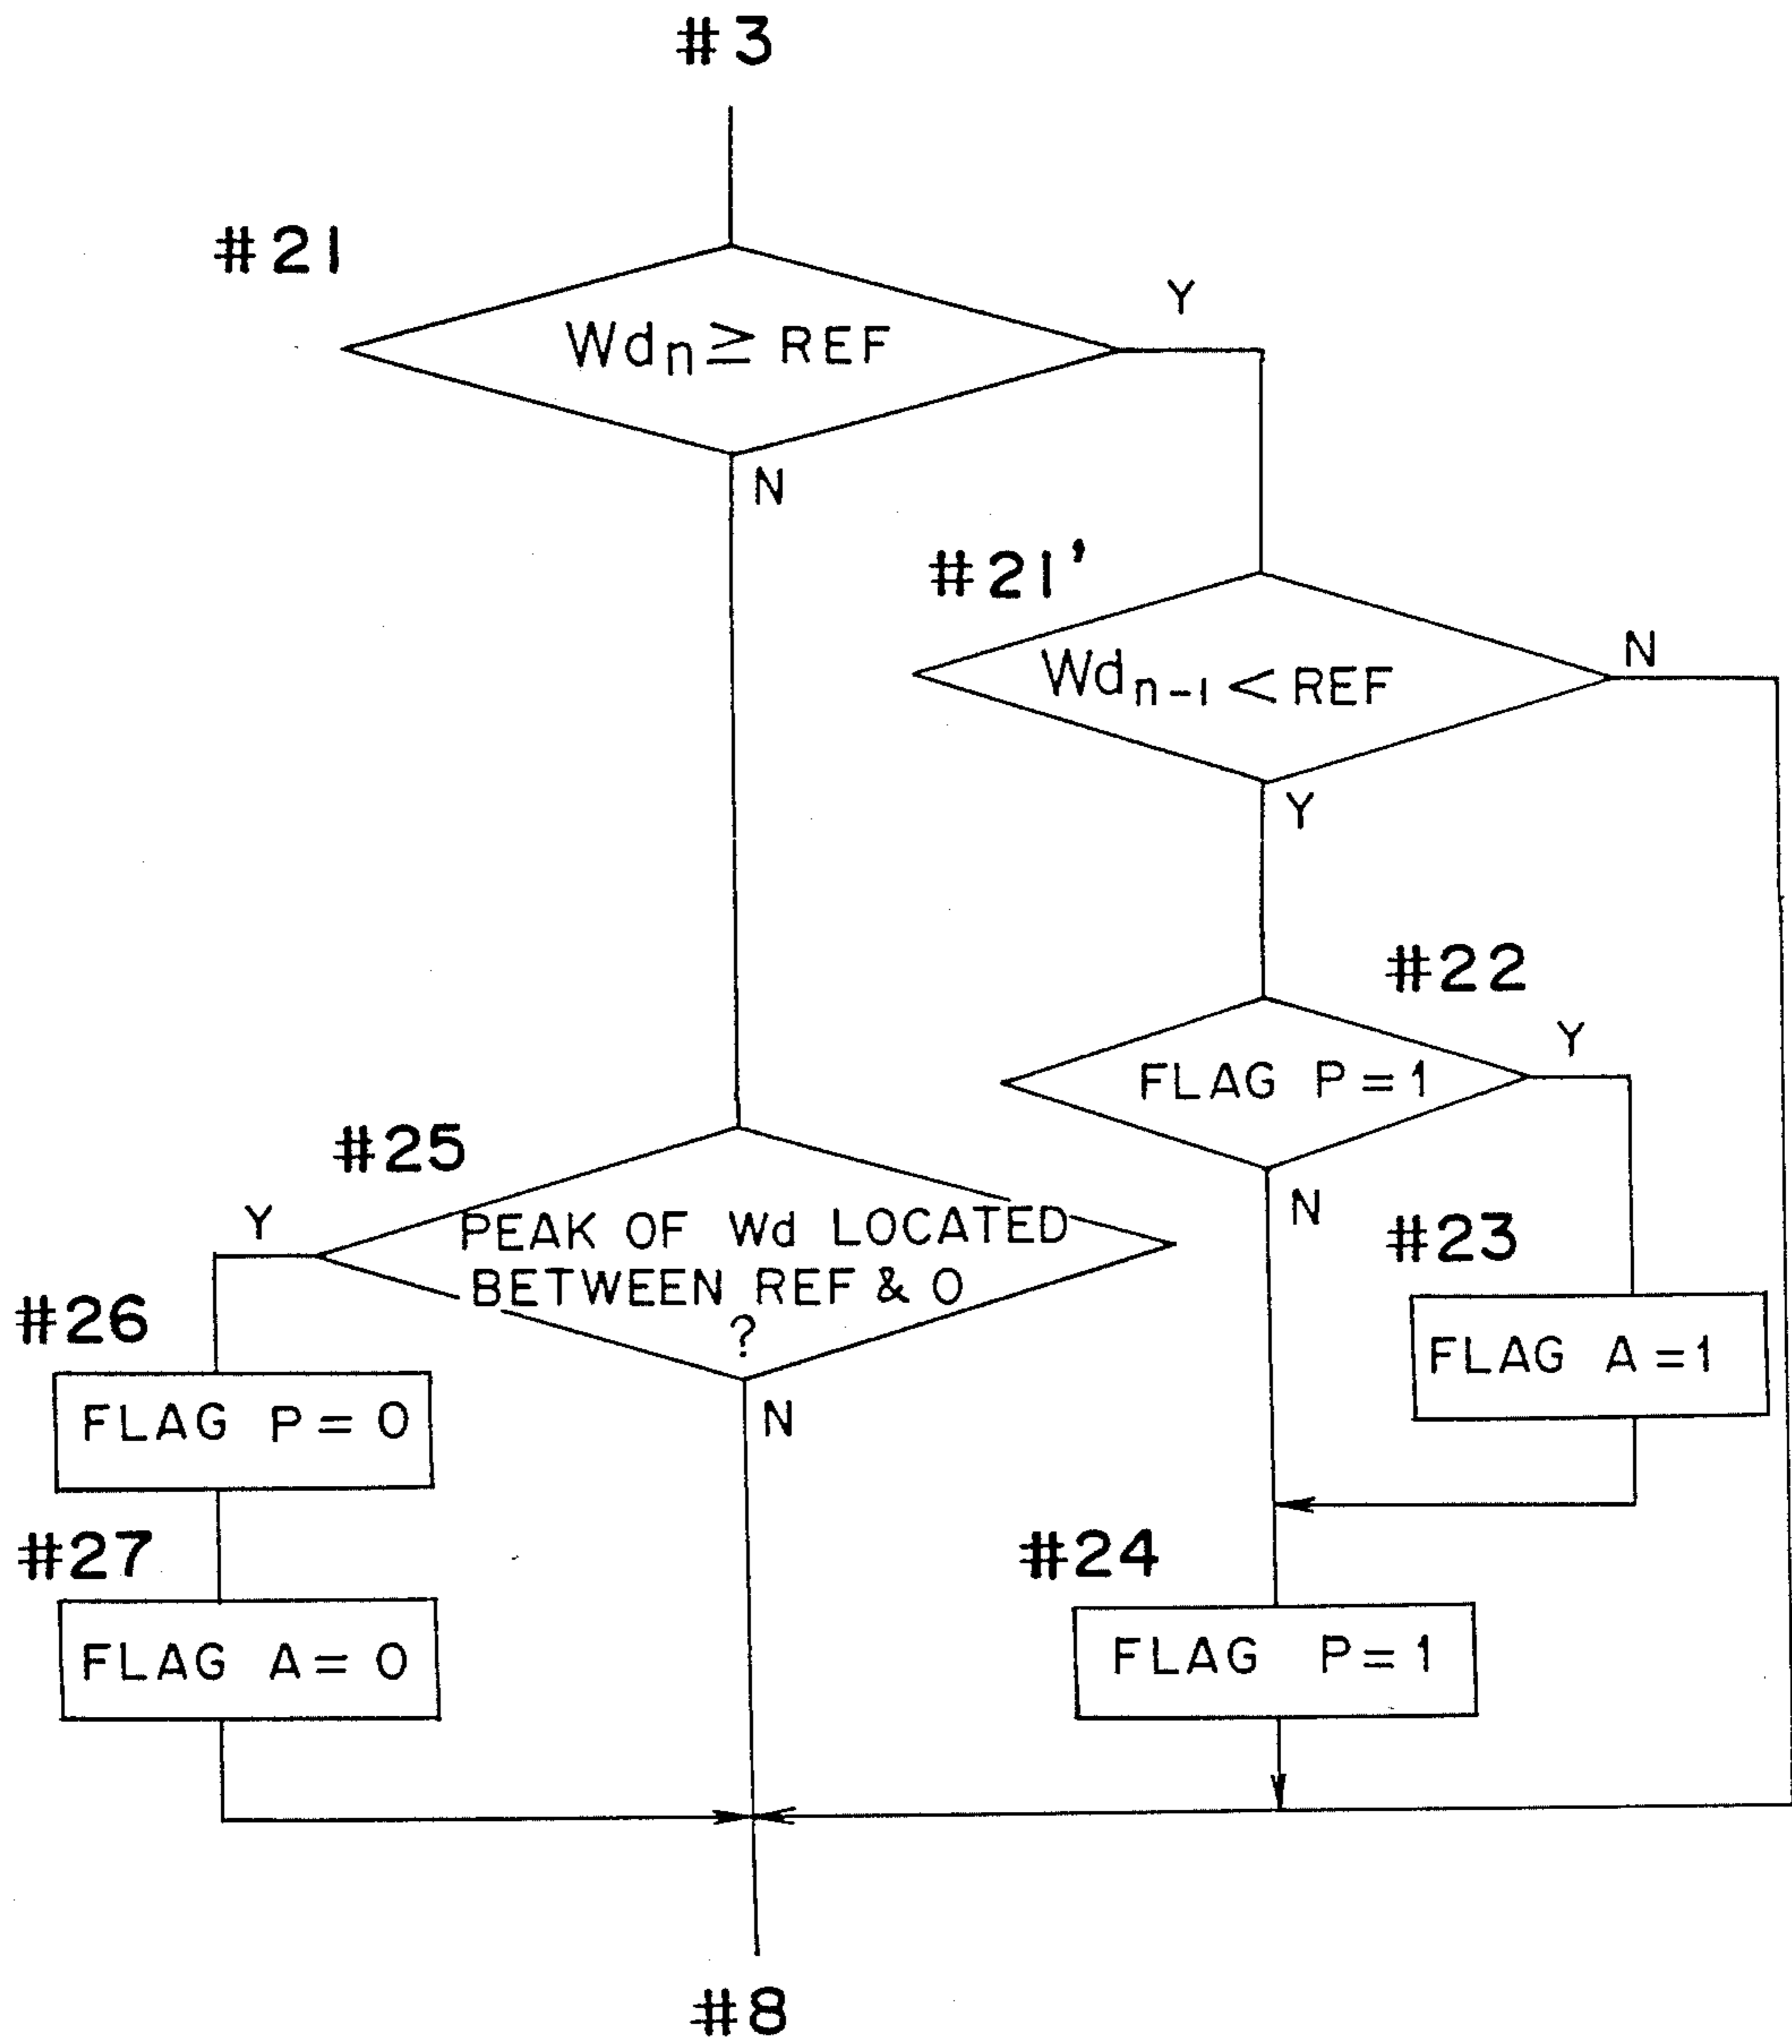 #3
#21
Y
Wdn ≥ REF
N
#21'
N
Wdn-1 < REF
Y
#22
Y
FLAG P = 1
#25
N
Y
PEAK OF Wd LOCATED
BETWEEN REF & 0
?
#23
#26
FLAG A = 1
FLAG P = 0
N
#27
#24
FLAG A = 0
FLAG P = 1
#8